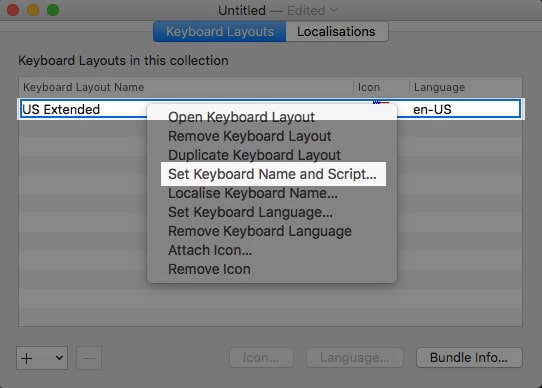 Untitled — Edited
Keyboard Layouts Localisations
Keyboard Layouts in this collection
Keyboard Layout Name Icon Language
US Extended en-US
Open Keyboard Layout
Remove Keyboard Layout
Duplicate Keyboard Layout
Set Keyboard Name and Script...
Localise Keyboard Name...
Set Keyboard Language...
Remove Keyboard Language
Attach Icon...
Remove Icon
Icon... Language... Bundle Info...